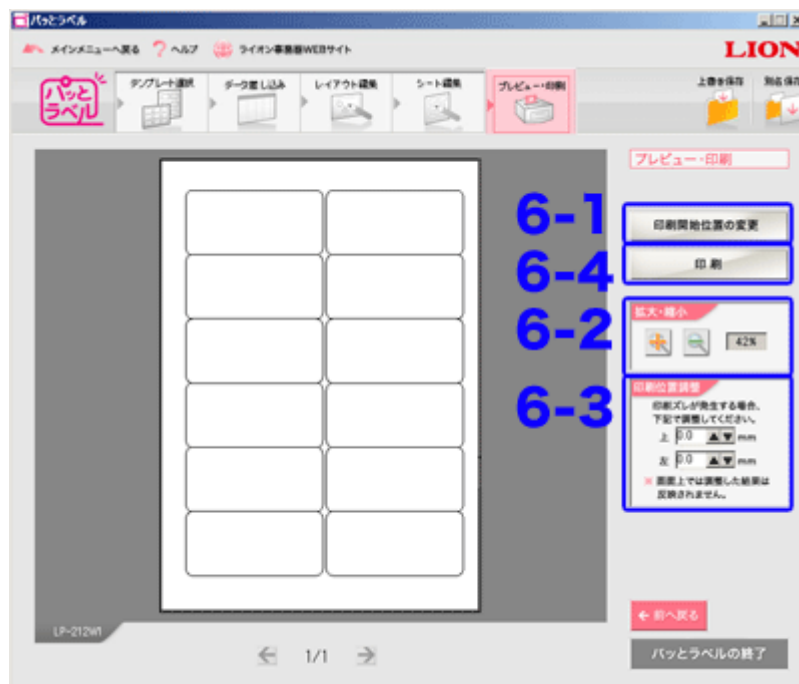 パッとラベル
メインメニューへ戻る ? ヘルプ ライオン事務器WEBサイト
LION
パッと
ラベル
テンプレート選択 データ差し込み レイアウト編集 シート編集 プレビュー・印刷 上書き保存 別名保存
プレビュー・印刷
6-1
印刷開始位置の変更
6-4
印刷
6-2
拡大・縮小
42%
6-3
印刷位置調整
印刷ズレが発生する場合、
下記で調整してください。
上 0.0 mm
左 0.0 mm
※ 画面上では調整した結果は
反映されません。
LP-212W1
← 前へ戻る
1/1
パッとラベルの終了